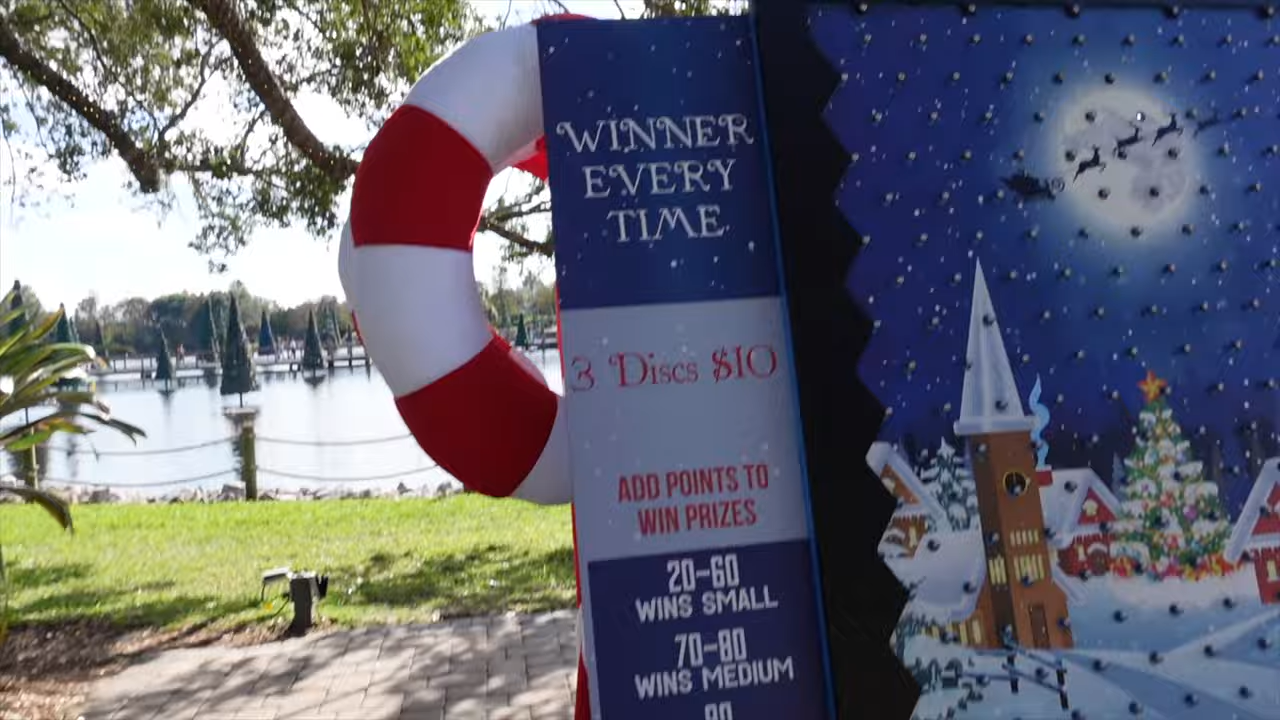 WINNER
EVERY
TIME
3 Discs $10
ADD POINTS TO
WIN PRIZES
20-60
WINS SMALL
70-80
WINS MEDIUM